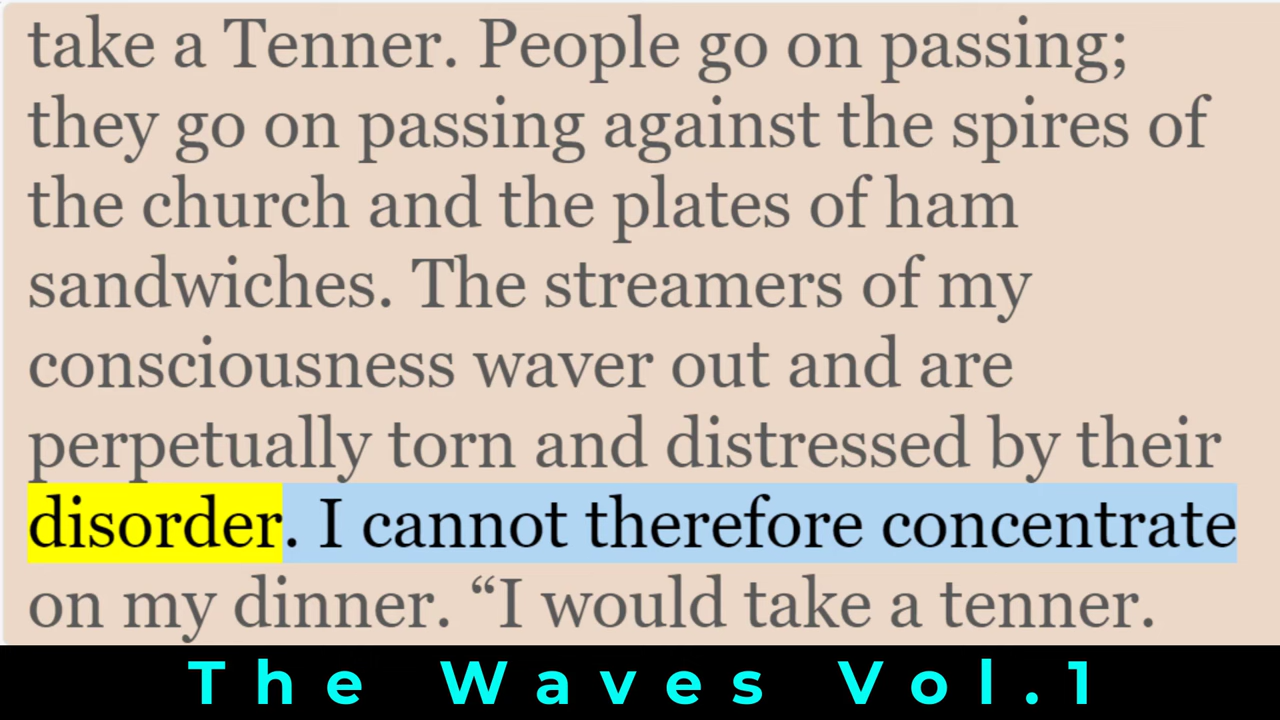 take a Tenner. People go on passing;
they go on passing against the spires of
the church and the plates of ham
sandwiches. The streamers of my
consciousness waver out and are
perpetually torn and distressed by their
disorder. I cannot therefore concentrate
on my dinner. “I would take a tenner.
The Waves Vol.1